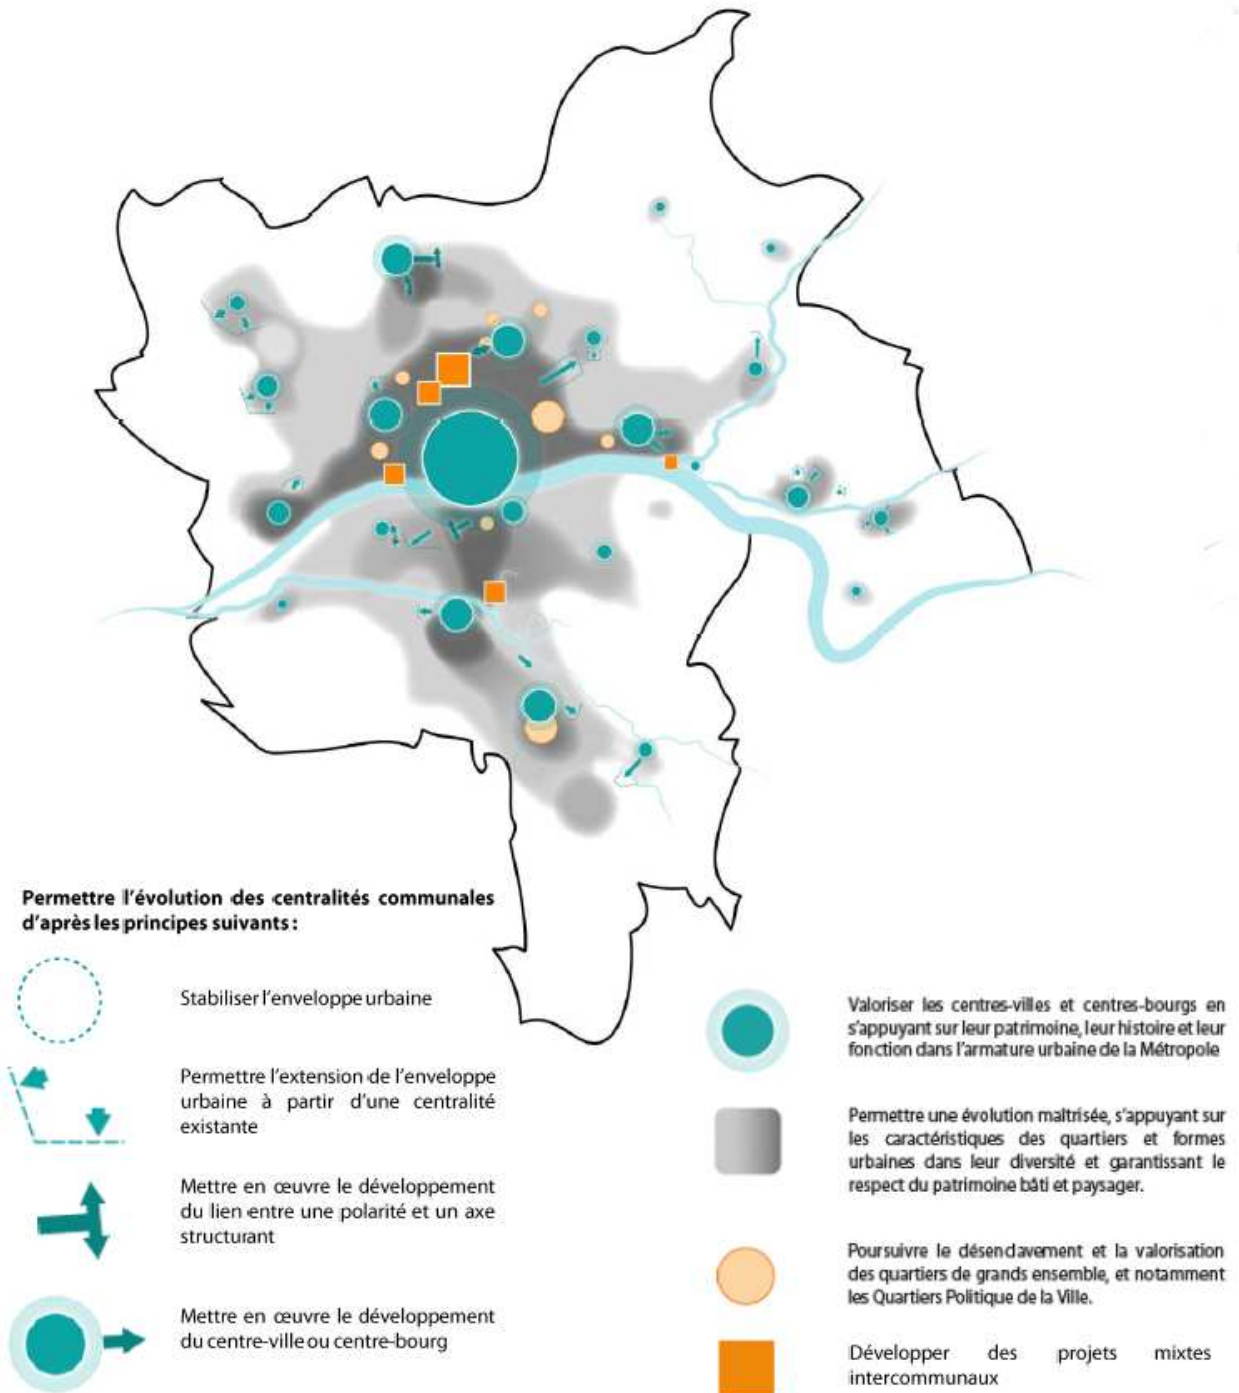 Permettre l'évolution des centralités communales
d'après les principes suivants :
Stabiliser l'enveloppe urbaine
Permettre l'extension de l'enveloppe
urbaine à partir d'une centralité
existante
Mettre en œuvre le développement
du lien entre une polarité et un axe
structurant
Mettre en œuvre le développement
du centre-ville ou centre-bourg
Valoriser les centres-villes et centres-bourgs en
s'appuyant sur leur patrimoine, leur histoire et leur
fonction dans l'armature urbaine de la Métropole
Permettre une évolution maîtrisée, s'appuyant sur
les caractéristiques des quartiers et formes
urbaines dans leur diversité et garantissant le
respect du patrimoine bâti et paysager.
Poursuivre le désenclavement et la valorisation
des quartiers de grands ensemble, et notamment
les Quartiers Politique de la Ville.
Développer des projets mixtes
intercommunaux